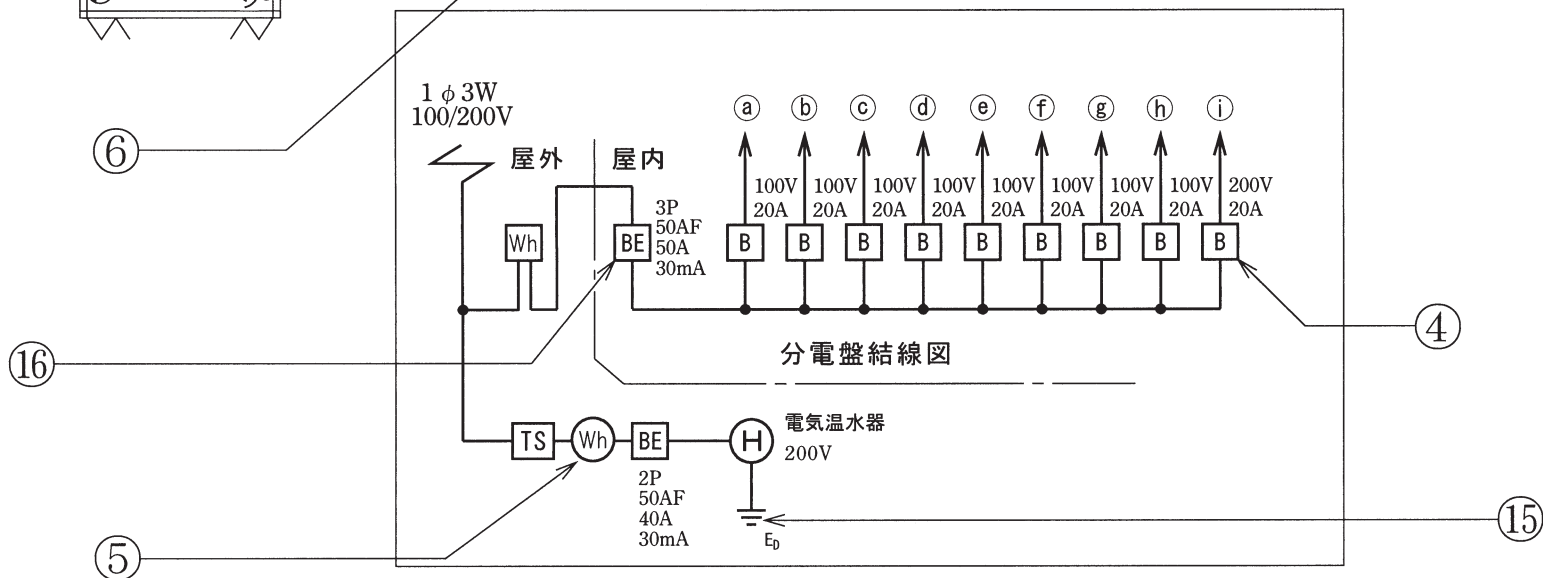 1φ3W
100/200V
ⓐ ⓑ ⓒ ⓓ ⓔ ⓕ ⓖ ⓗ ⓘ
⑥
屋外 屋内
100V 100V 100V 100V 100V 100V 100V 100V 200V
20A 20A 20A 20A 20A 20A 20A 20A 20A
3P
50AF
50A
30mA
Wh BE B B B B B B B B B
④
⑯
分電盤結線図
電気温水器
200V
TS Wh BE H
2P
50AF
40A
30mA
⑮
ED
⑤